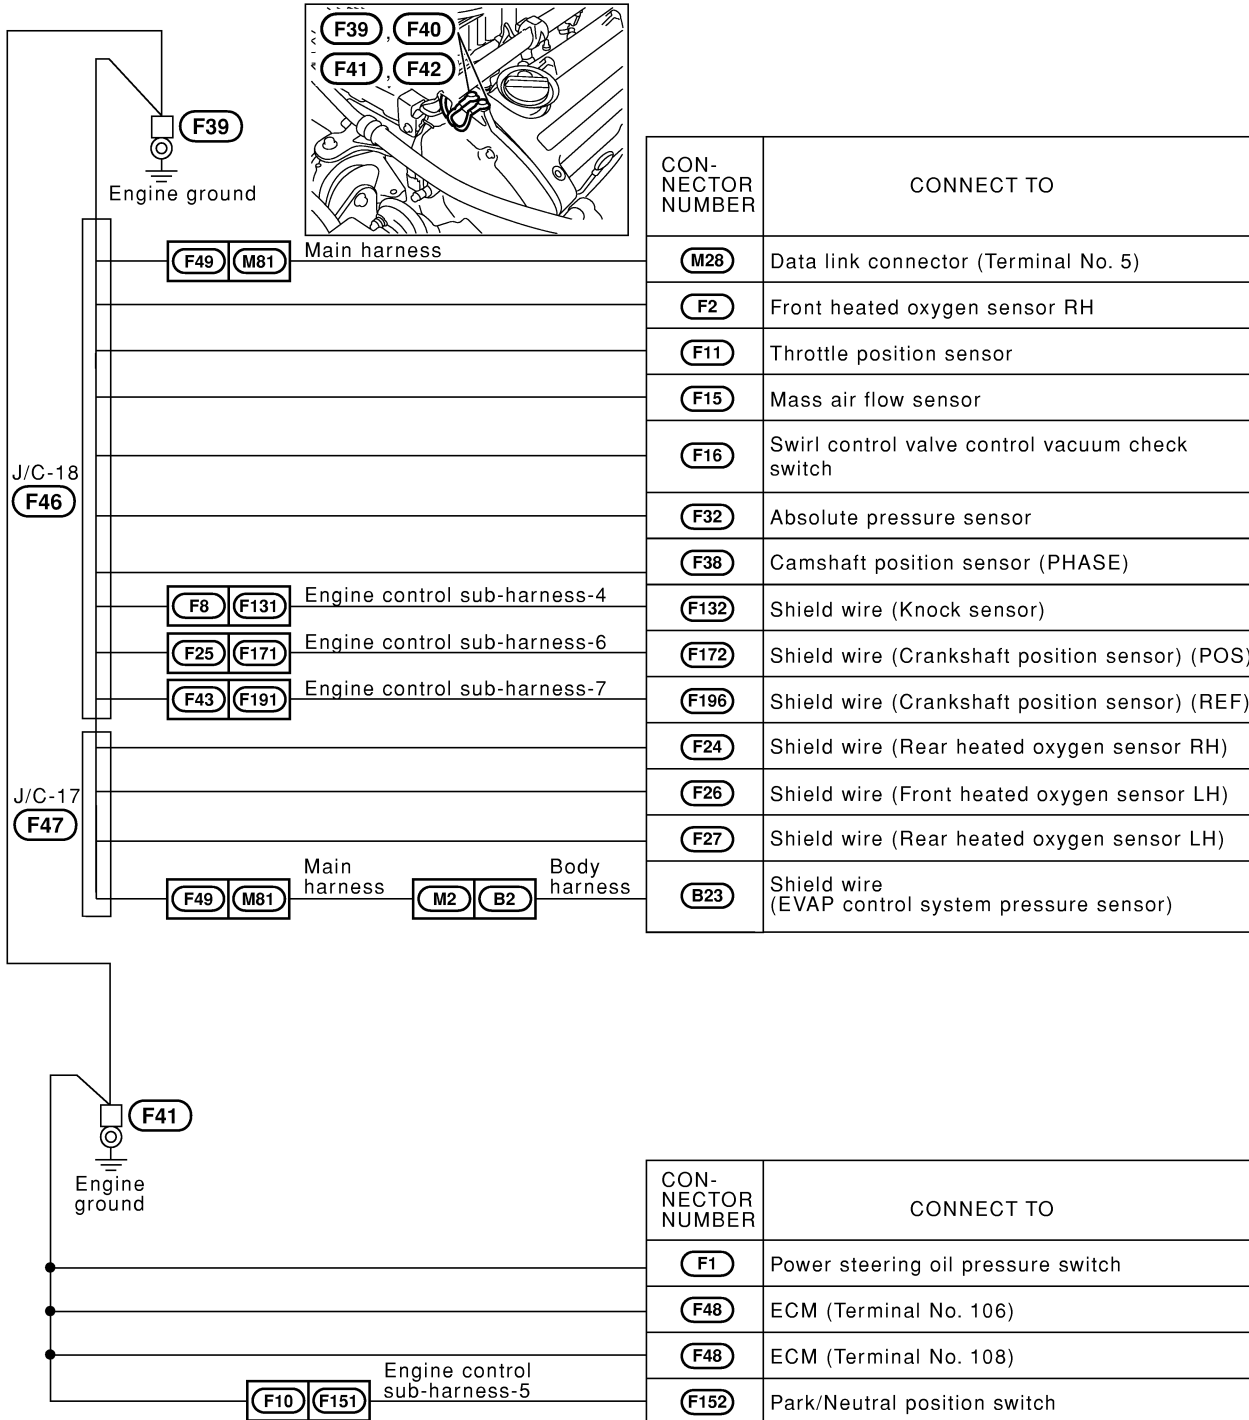 F39 , F40
F41 , F42
F39
Engine ground
CON-
NECTOR
NUMBER
CONNECT TO
F49 M81 Main harness
M28 Data link connector (Terminal No. 5)
F2 Front heated oxygen sensor RH
F11 Throttle position sensor
F15 Mass air flow sensor
F16 Swirl control valve control vacuum check
switch
J/C-18
F46
F32 Absolute pressure sensor
F38 Camshaft position sensor (PHASE)
F8 F131 Engine control sub-harness-4
F132 Shield wire (Knock sensor)
F25 F171 Engine control sub-harness-6
F172 Shield wire (Crankshaft position sensor) (POS)
F43 F191 Engine control sub-harness-7
F196 Shield wire (Crankshaft position sensor) (REF)
F24 Shield wire (Rear heated oxygen sensor RH)
J/C-17
F47
F26 Shield wire (Front heated oxygen sensor LH)
F27 Shield wire (Rear heated oxygen sensor LH)
F49 M81 Main
harness
M2 B2 Body
harness
B23 Shield wire
(EVAP control system pressure sensor)
F41
Engine
ground
CON-
NECTOR
NUMBER
CONNECT TO
F1 Power steering oil pressure switch
F48 ECM (Terminal No. 106)
F48 ECM (Terminal No. 108)
F10 F151 Engine control
sub-harness-5
F152 Park/Neutral position switch